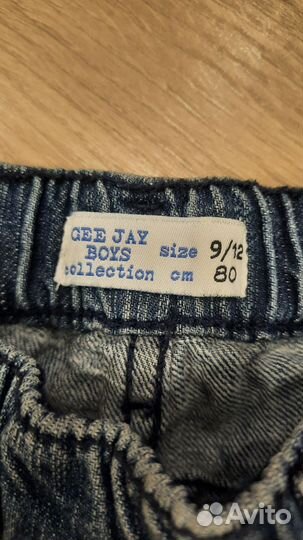 GEE JAY
BOYS size 9/12
collection cm 80
Avito